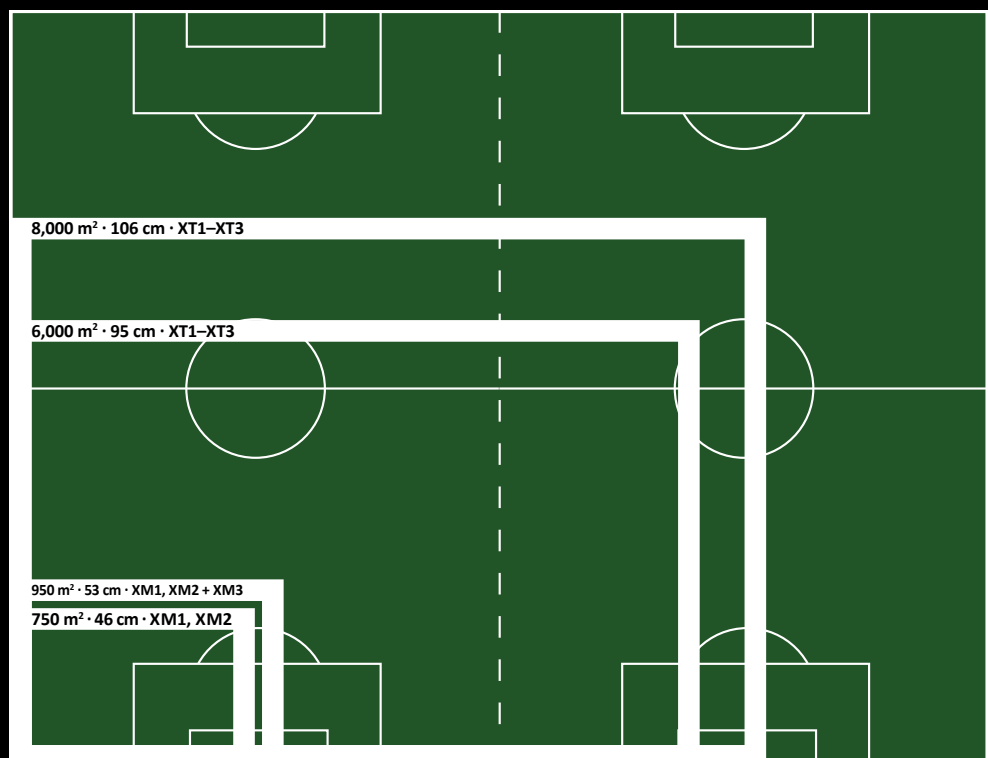 8,000 m² · 106 cm · XT1–XT3
6,000 m² · 95 cm · XT1–XT3
950 m² · 53 cm · XM1, XM2 + XM3
750 m² · 46 cm · XM1, XM2